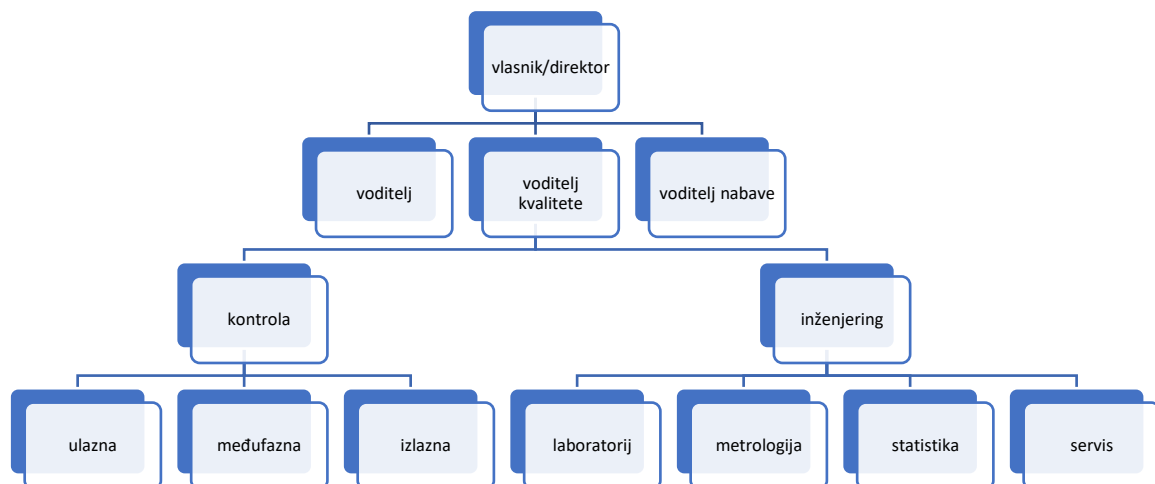 vlasnik/direktor
voditelj
voditelj
kvalitete
voditelj nabave
kontrola
inženjering
ulazna
međufazna
izlazna
laboratorij
metrologija
statistika
servis